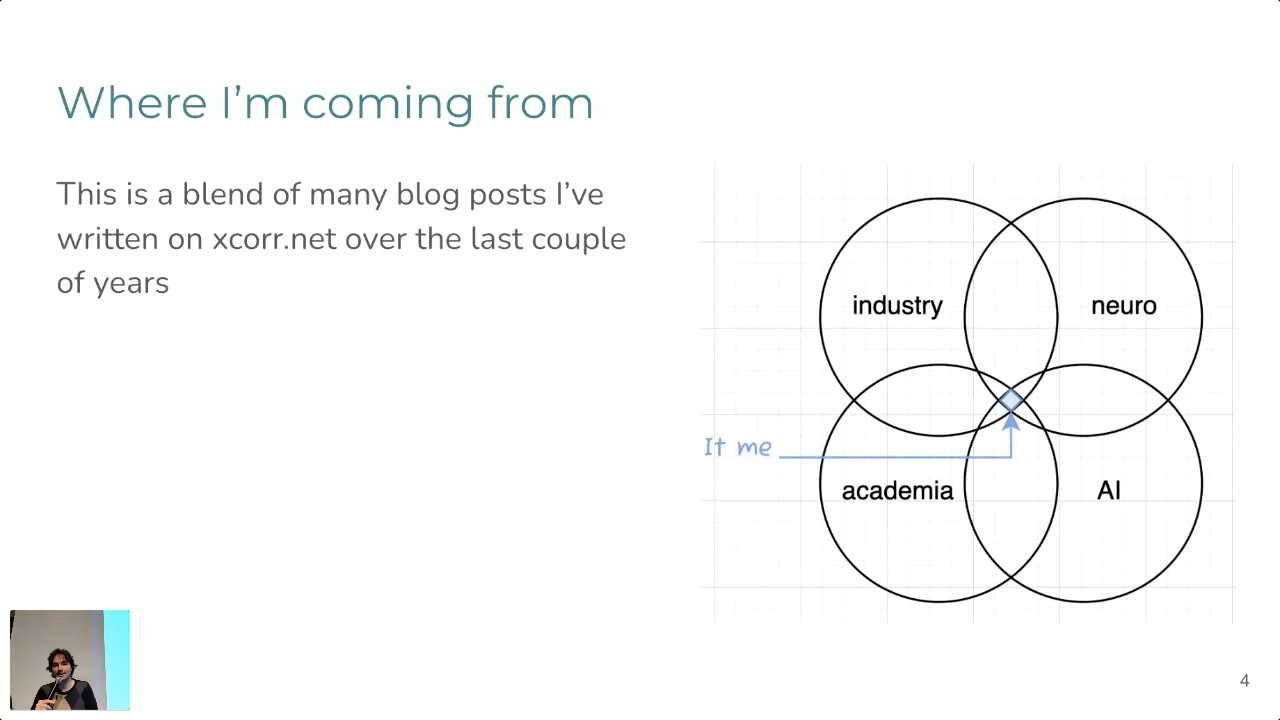 Where I'm coming from
This is a blend of many blog posts I've
written on xcorr.net over the last couple
of years
industry
neuro
It me
academia
AI
4